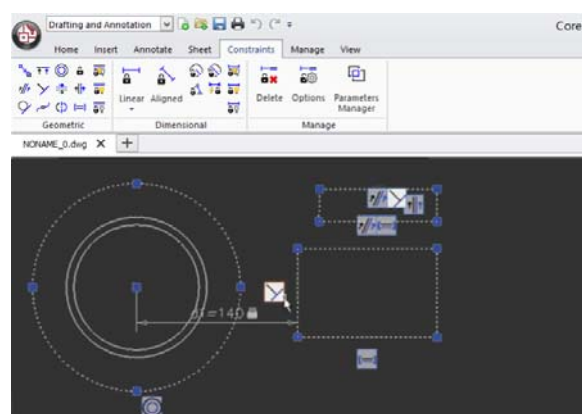 Drafting and Annotation
Core
Home Insert Annotate Sheet Constraints Manage View
Linear Aligned
Delete Options Parameters
Manager
Geometric Dimensional Manage
NONAME_0.dwg X +
d1=140